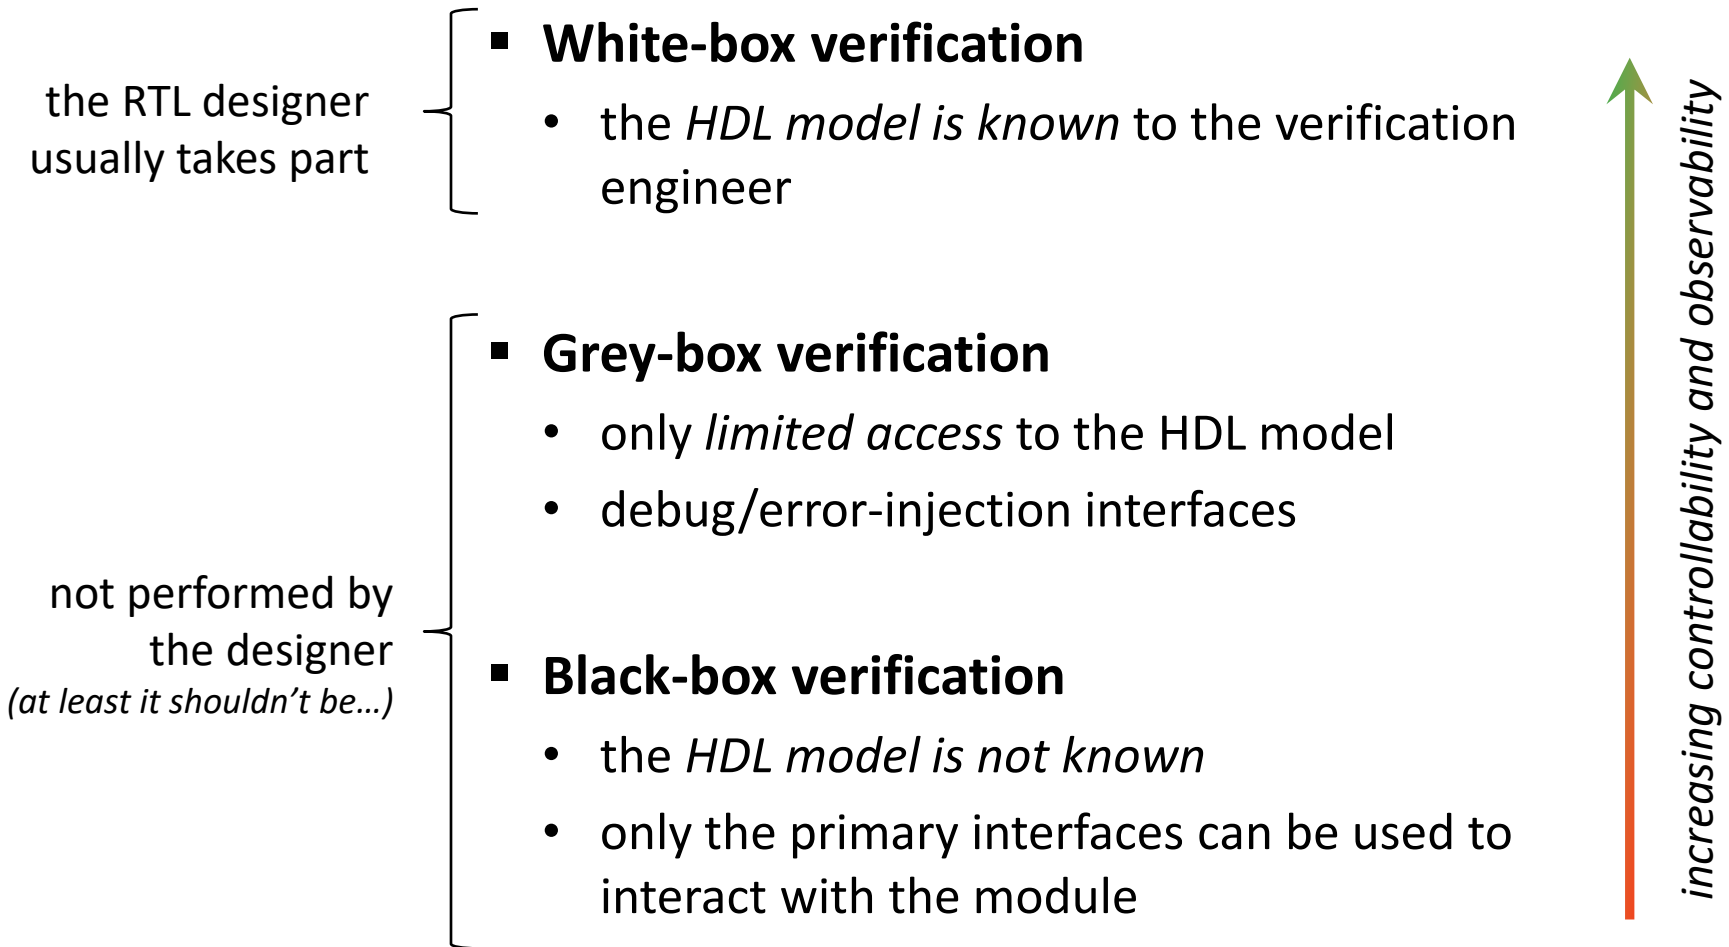 the RTL designer
usually takes part
▪ White-box verification
• the HDL model is known to the verification
engineer
not performed by
the designer
(at least it shouldn't be...)
▪ Grey-box verification
• only limited access to the HDL model
• debug/error-injection interfaces
▪ Black-box verification
• the HDL model is not known
• only the primary interfaces can be used to
interact with the module
increasing controllability and observability